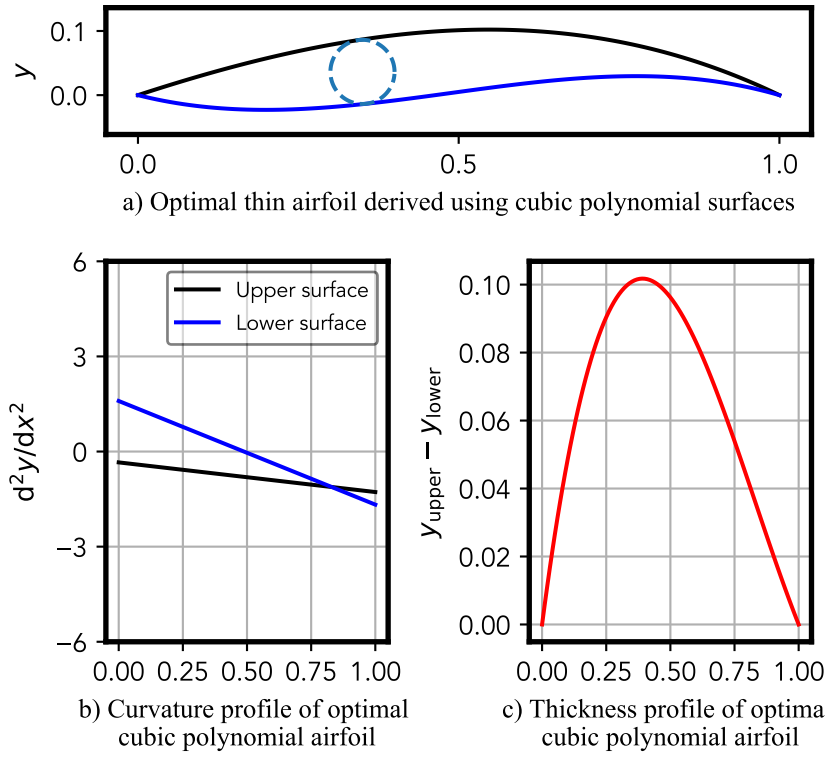 0.1
y
0.0
0.0 0.5 1.0
a) Optimal thin airfoil derived using cubic polynomial surfaces
6
Upper surface
Lower surface
3
0
−3
−6
d²y/dx²
0.00 0.25 0.50 0.75 1.00
b) Curvature profile of optimal
cubic polynomial airfoil
0.10
0.08
0.06
0.04
0.02
0.00
y_upper − y_lower
0.00 0.25 0.50 0.75 1.00
c) Thickness profile of optima
cubic polynomial airfoil